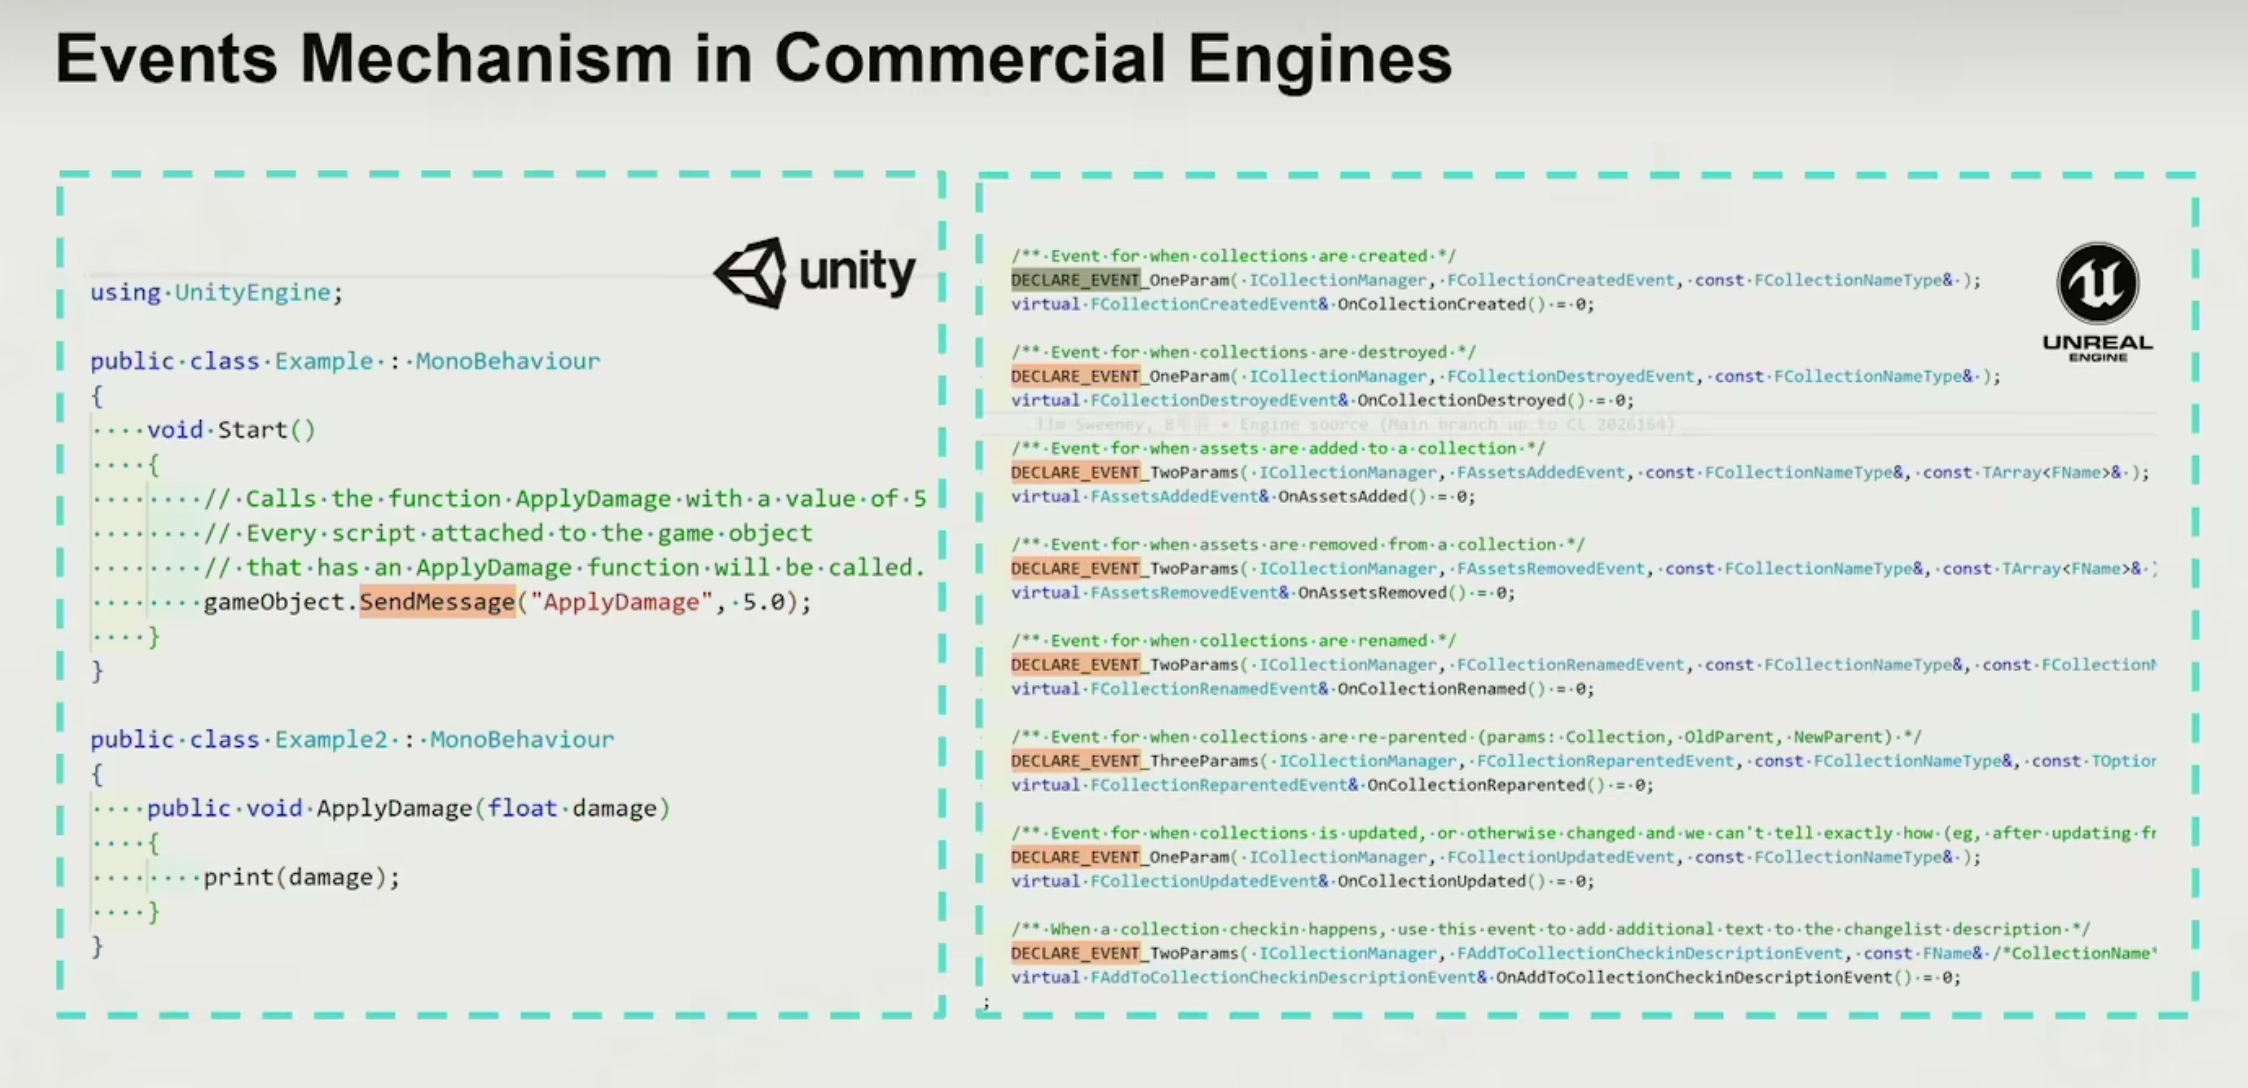 Events Mechanism in Commercial Engines
unity
using UnityEngine;
public class Example : MonoBehaviour
{
void Start()
{
// Calls the function ApplyDamage with a value of 5
// Every script attached to the game object
// that has an ApplyDamage function will be called.
gameObject.SendMessage("ApplyDamage", 5.0);
}
}
public class Example2 : MonoBehaviour
{
public void ApplyDamage(float damage)
{
print(damage);
}
}
UNREAL
ENGINE
/** Event for when collections are created */
DECLARE_EVENT_OneParam( ICollectionManager, FCollectionCreatedEvent, const FCollectionNameType& );
virtual FCollectionCreatedEvent& OnCollectionCreated() = 0;
/** Event for when collections are destroyed */
DECLARE_EVENT_OneParam( ICollectionManager, FCollectionDestroyedEvent, const FCollectionNameType& );
virtual FCollectionDestroyedEvent& OnCollectionDestroyed() = 0;
Sweeney, • Engine source (Main branch up to CL 2026164)
/** Event for when assets are added to a collection */
DECLARE_EVENT_TwoParams( ICollectionManager, FAssetsAddedEvent, const FCollectionNameType&, const TArray<FName>& );
virtual FAssetsAddedEvent& OnAssetsAdded() = 0;
/** Event for when assets are removed from a collection */
DECLARE_EVENT_TwoParams( ICollectionManager, FAssetsRemovedEvent, const FCollectionNameType&, const TArray<FName>& )
virtual FAssetsRemovedEvent& OnAssetsRemoved() = 0;
/** Event for when collections are renamed */
DECLARE_EVENT_TwoParams( ICollectionManager, FCollectionRenamedEvent, const FCollectionNameType&, const FCollection
virtual FCollectionRenamedEvent& OnCollectionRenamed() = 0;
/** Event for when collections are re-parented (params: Collection, OldParent, NewParent) */
DECLARE_EVENT_ThreeParams( ICollectionManager, FCollectionReparentedEvent, const FCollectionNameType&, const TOption
virtual FCollectionReparentedEvent& OnCollectionReparented() = 0;
/** Event for when collections is updated, or otherwise changed and we can't tell exactly how (eg, after updating fr
DECLARE_EVENT_OneParam( ICollectionManager, FCollectionUpdatedEvent, const FCollectionNameType& );
virtual FCollectionUpdatedEvent& OnCollectionUpdated() = 0;
/** When a collection checkin happens, use this event to add additional text to the changelist description */
DECLARE_EVENT_TwoParams( ICollectionManager, FAddToCollectionCheckinDescriptionEvent, const FName& /*CollectionName*
virtual FAddToCollectionCheckinDescriptionEvent& OnAddToCollectionCheckinDescriptionEvent() = 0;
;